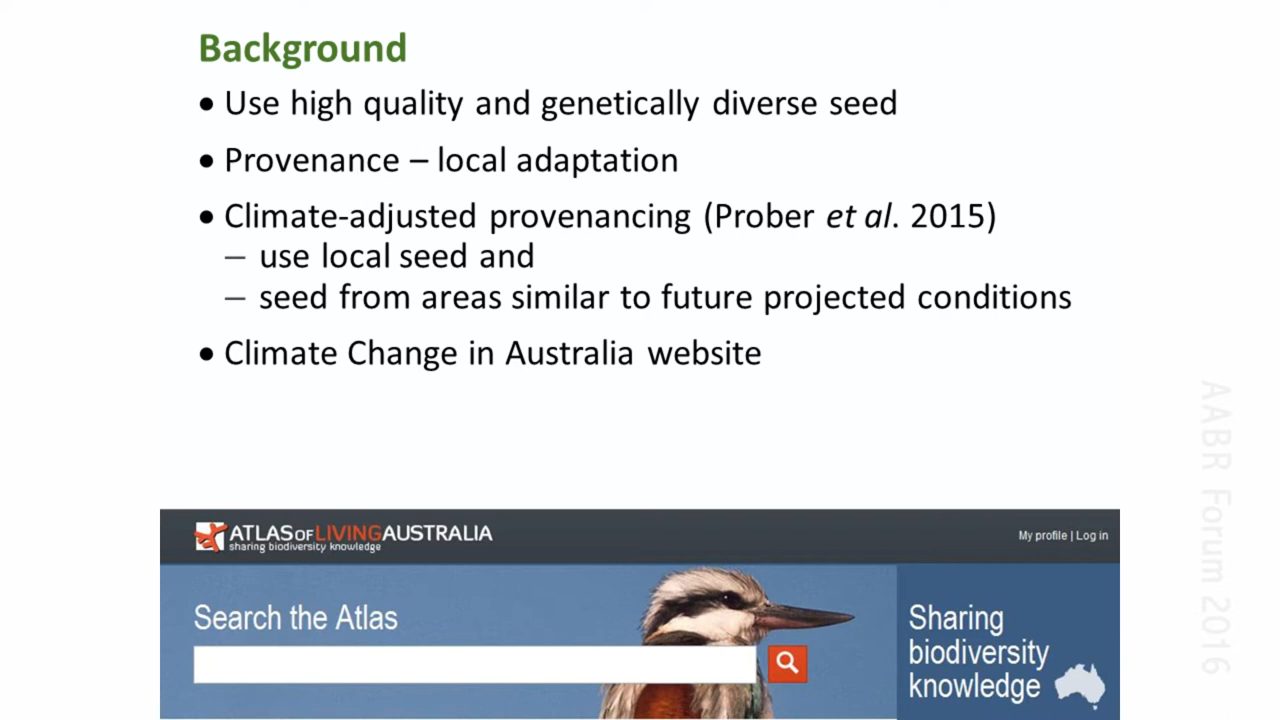 Background
• Use high quality and genetically diverse seed
• Provenance – local adaptation
• Climate-adjusted provenancing (Prober et al. 2015)
– use local seed and
– seed from areas similar to future projected conditions
• Climate Change in Australia website
AABR Forum 2016
ATLAS OF LIVING AUSTRALIA
sharing biodiversity knowledge
My profile | Log in
Search the Atlas
Sharing
biodiversity
knowledge